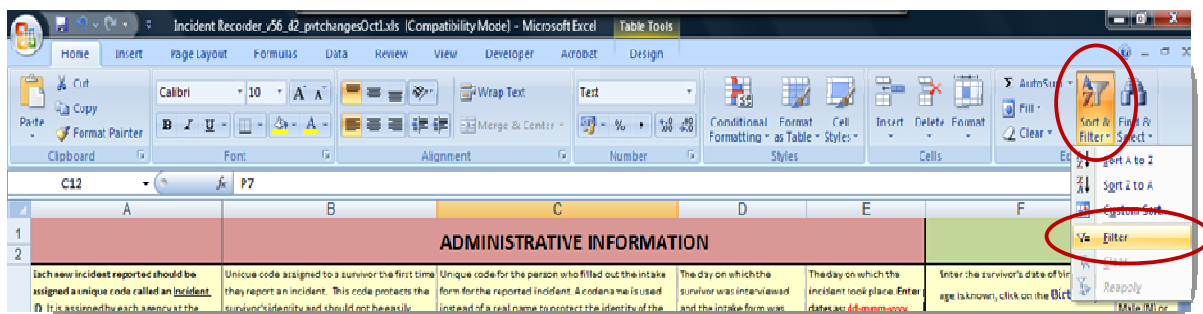 Incident Recorder_v56_d2_pvtchangesOct1.xls [Compatibility Mode] - Microsoft Excel Table Tools
Home Insert Page Layout Formulas Data Review View Developer Acrobat Design
Paste
Cut
Copy
Format Painter
Calibri 10
B I U
Wrap Text
Merge & Center
Text
Conditional Formatting
Format as Table
Cell Styles
Insert Delete Format
AutoSum
Fill
Clear
Sort & Filter
Find & Select
Clipboard Font Alignment Number Styles Cells
Sort A to Z
Sort Z to A
Custom Sort...
Filter
Clear
Reapply
C12 fx P7
A B C D E F
1
2
ADMINISTRATIVE INFORMATION
Each new incident reported should be
assigned a unique code called an Incident
ID. It is assigned by each agency at the
Unique code assigned to a survivor the first time
they report an incident. This code protects the
survivor's identity and should not be easily
Unique code for the person who filled out the intake
form for the reported incident. A codename is used
instead of a real name to protect the identity of the
The day on which the
survivor was interviewed
and the intake form was
The day on which the
incident took place. Enter
dates as: dd-mmm-yyyy
Enter the survivor's date of bir
age is known, click on the Birt
Male (M) or